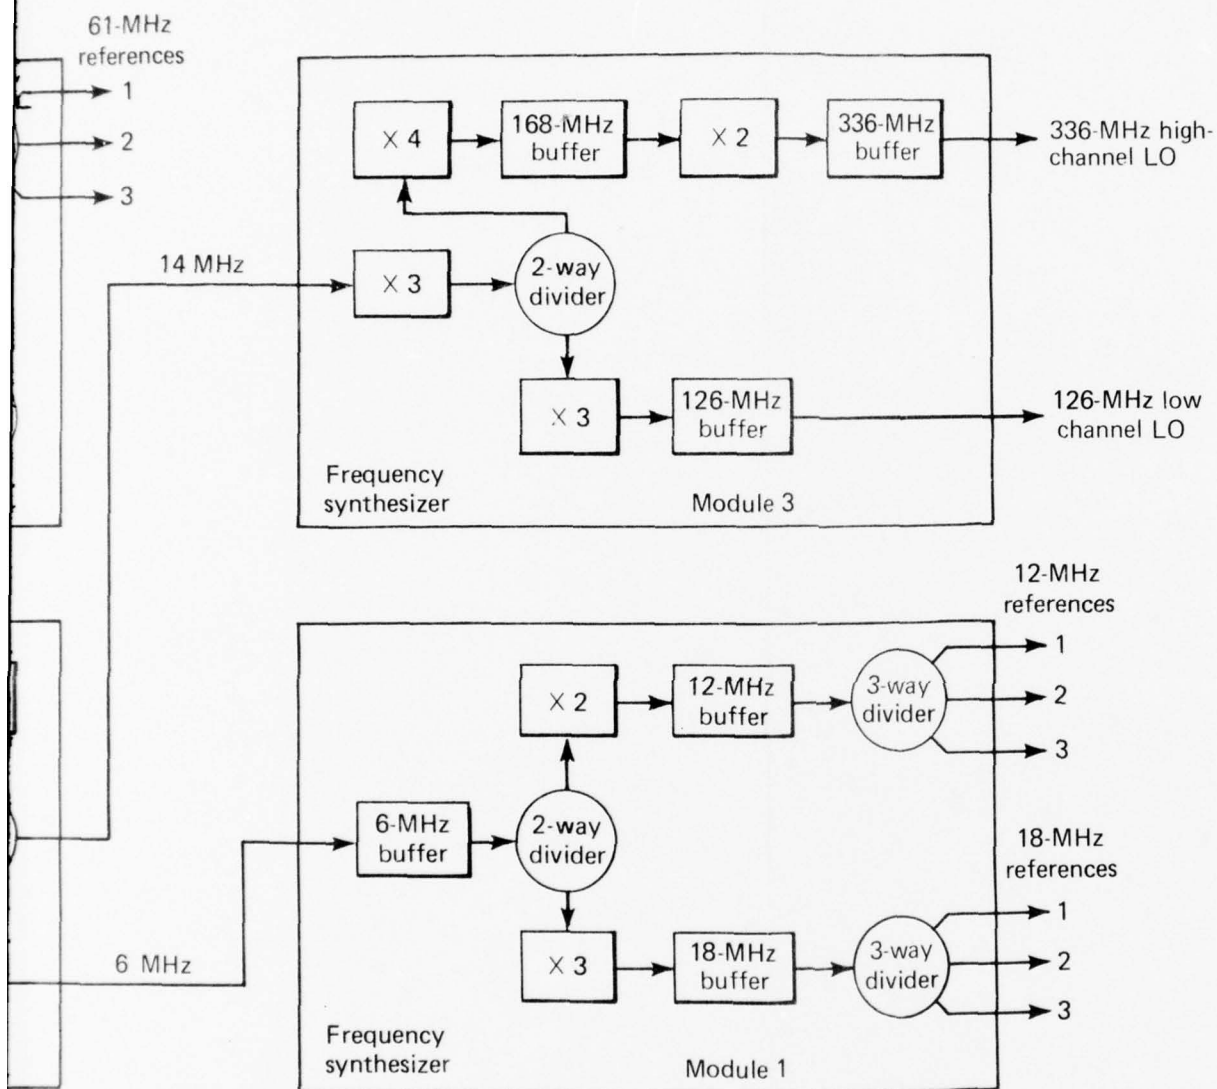 61-MHz
references
1
2
3
14 MHz
X 4
168-MHz
buffer
X 2
336-MHz
buffer
336-MHz high-
channel LO
X 3
2-way
divider
X 3
126-MHz
buffer
126-MHz low
channel LO
Frequency
synthesizer
Module 3
12-MHz
references
X 2
12-MHz
buffer
3-way
divider
1
2
3
6-MHz
buffer
2-way
divider
18-MHz
references
6 MHz
X 3
18-MHz
buffer
3-way
divider
1
2
3
Frequency
synthesizer
Module 1